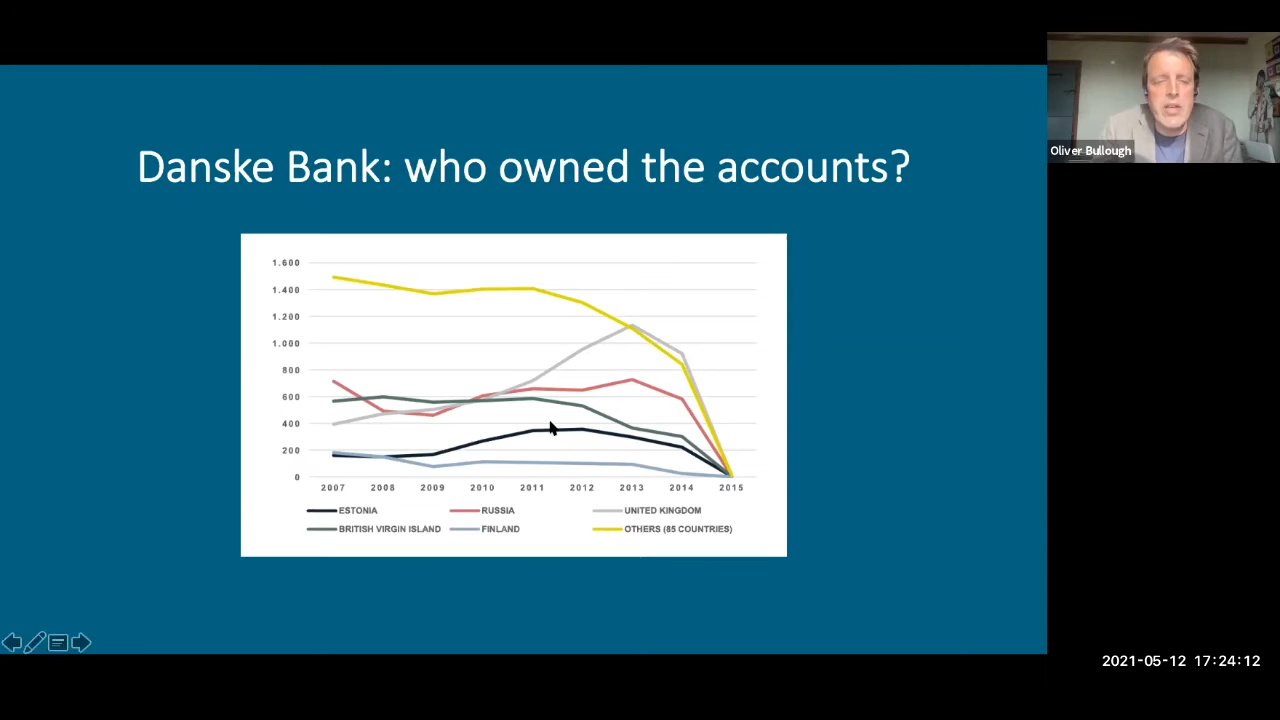 Oliver Bullough
Danske Bank: who owned the accounts?
1.600
1.400
1.200
1.000
800
600
400
200
0
2007 2008 2009 2010 2011 2012 2013 2014 2015
ESTONIA RUSSIA UNITED KINGDOM
BRITISH VIRGIN ISLAND FINLAND OTHERS (85 COUNTRIES)
2021-05-12 17:24:12